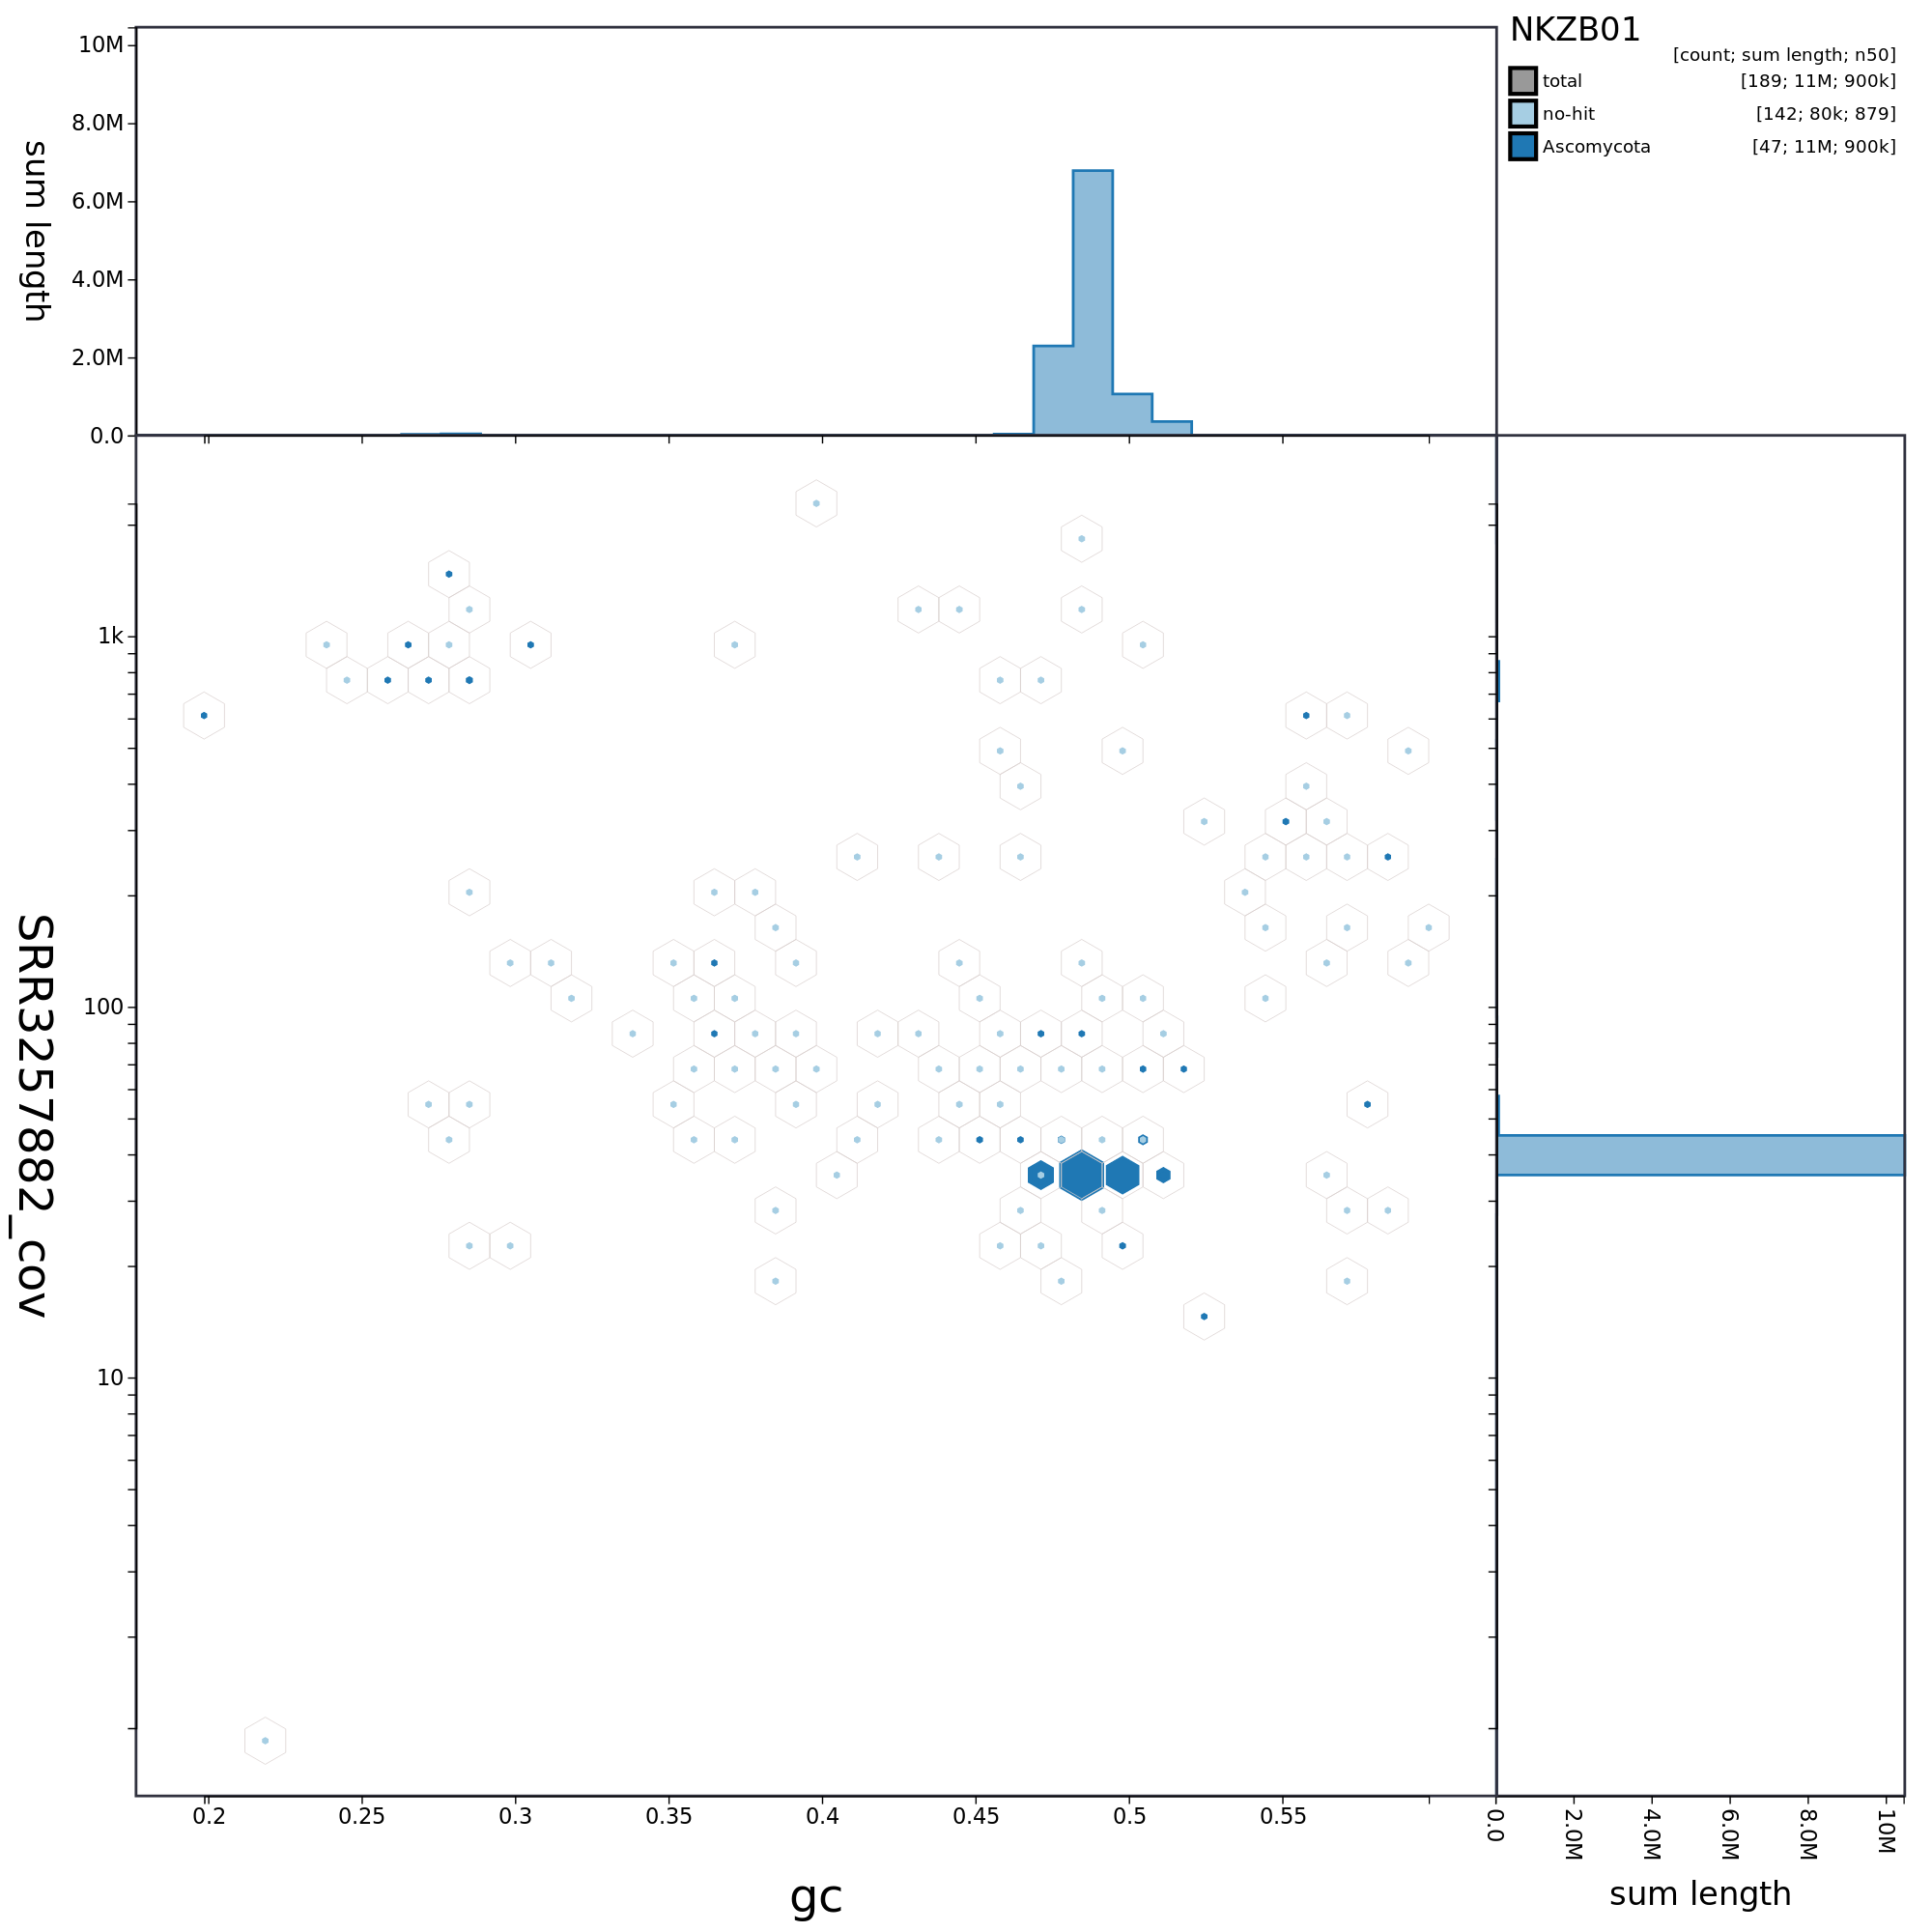 NKZB01
[count; sum length; n50]
total [189; 11M; 900k]
no-hit [142; 80k; 879]
Ascomycota [47; 11M; 900k]
10M
8.0M
6.0M
4.0M
2.0M
0.0
sum length
1k
100
10
SRR3257882_cov
0.2 0.25 0.3 0.35 0.4 0.45 0.5 0.55
gc
0.0 2.0M 4.0M 6.0M 8.0M 10M
sum length